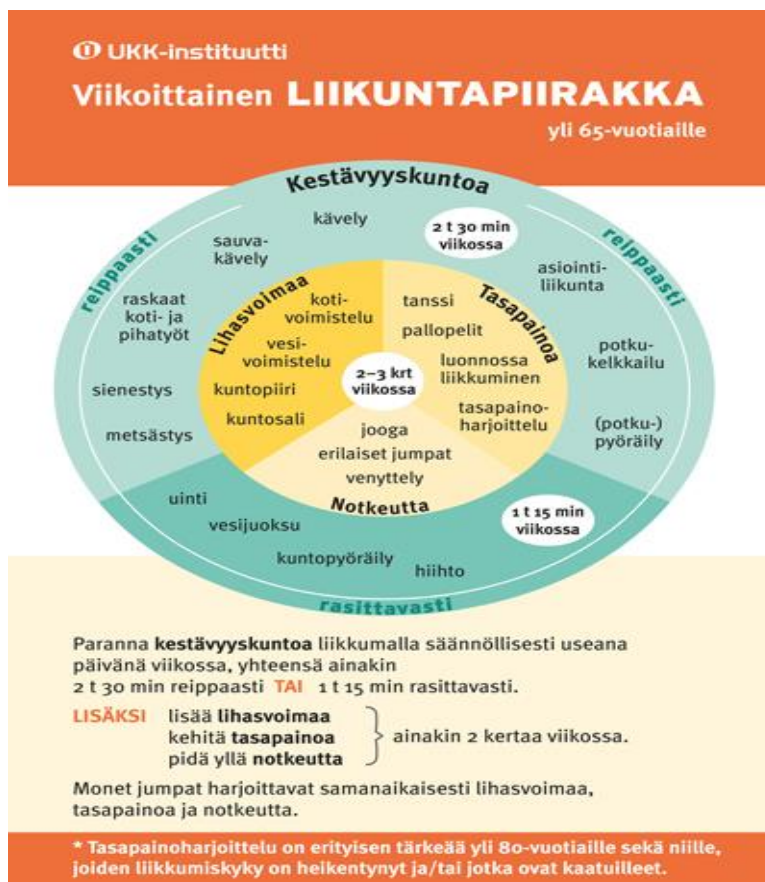 UKK-instituutti
Viikoittainen LIIKUNTAPIIRAKKA
yli 65-vuotiaille
Kestävyyskuntoa
reippaasti
reippaasti
kävely
2 t 30 min
viikossa
sauva-
kävely
asiointi-
liikunta
raskaat
koti- ja
pihatyöt
potku-
kelkkailu
sienestys
metsästys
(potku-)
pyöräily
Lihasvoimaa
koti-
voimistelu
vesi-
voimistelu
kuntopiiri
kuntosali
Tasapainoa
tanssi
pallopelit
luonnossa
liikkuminen
tasapaino-
harjoittelu
2–3 krt
viikossa
jooga
erilaiset jumpat
venyttely
Notkeutta
uinti
vesijuoksu
kuntopyöräily
hiihto
1 t 15 min
viikossa
rasittavasti
Paranna kestävyyskuntoa liikkumalla säännöllisesti useana
päivänä viikossa, yhteensä ainakin
2 t 30 min reippaasti TAI 1 t 15 min rasittavasti.
LISÄKSI lisää lihasvoimaa
kehitä tasapainoa
pidä yllä notkeutta
ainakin 2 kertaa viikossa.
Monet jumpat harjoittavat samanaikaisesti lihasvoimaa,
tasapainoa ja notkeutta.
* Tasapainoharjoittelu on erityisen tärkeää yli 80-vuotiaille sekä niille,
joiden liikkumiskyky on heikentynyt ja/tai jotka ovat kaatuilleet.